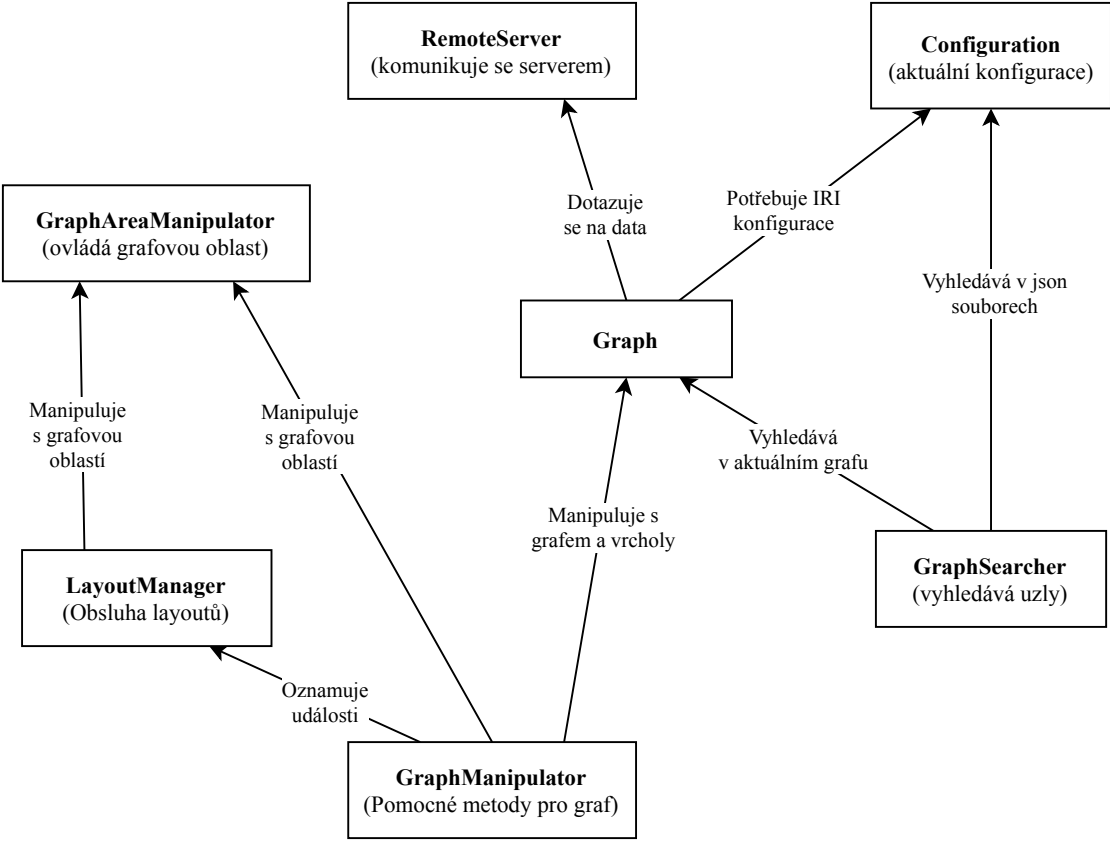 RemoteServer
(komunikuje se serverem)
Configuration
(aktuální konfigurace)
GraphAreaManipulator
(ovládá grafovou oblast)
Dotazuje
se na data
Potřebuje IRI
konfigurace
Vyhledává v json
souborech
Graph
Manipuluje
s grafovou
oblastí
Manipuluje
s grafovou
oblastí
Vyhledává
v aktuálním grafu
Manipuluje s
grafem a vrcholy
LayoutManager
(Obsluha layoutů)
GraphSearcher
(vyhledává uzly)
Oznamuje
události
GraphManipulator
(Pomocné metody pro graf)